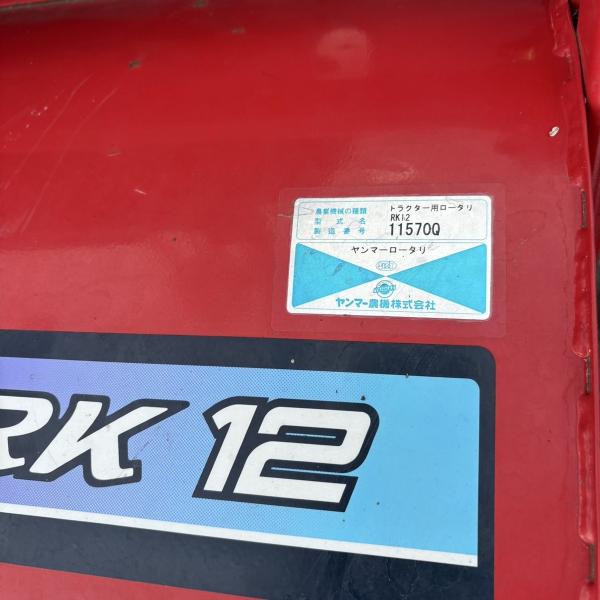 農業機械の種類 トラクター用ロータリ
型式名 RK12
製造番号 11570Q
ヤンマーロータリ
ヤンマー農機株式会社
RK 12